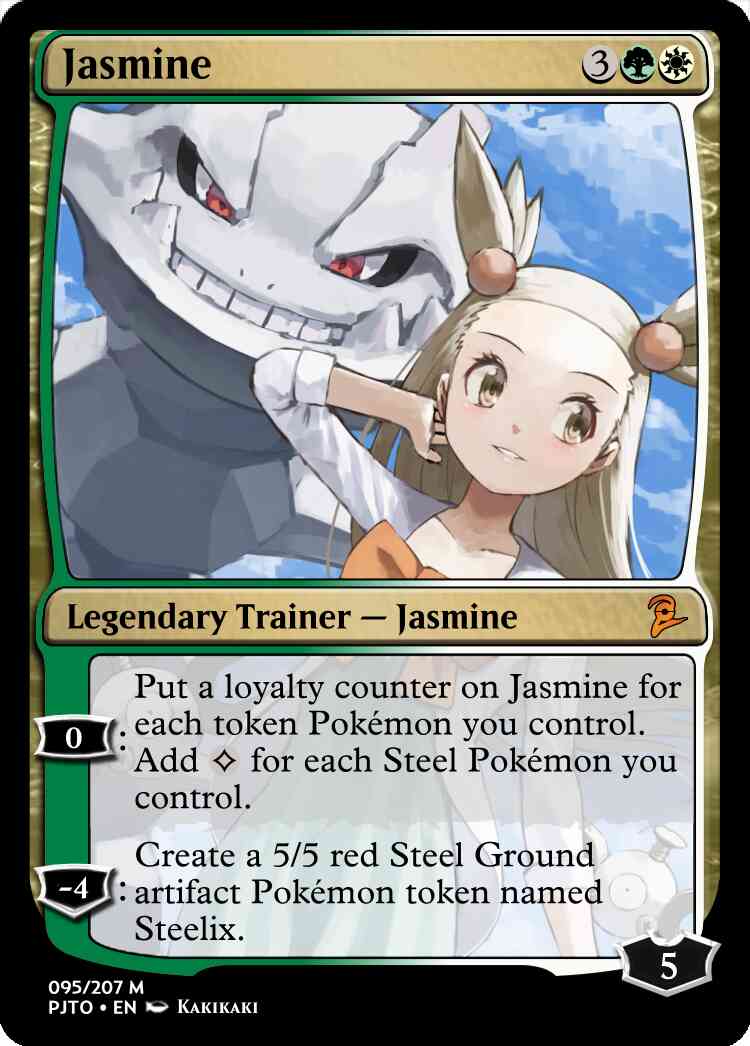 Jasmine 3
Legendary Trainer — Jasmine
Put a loyalty counter on Jasmine for
0 : each token Pokémon you control.
Add ⟡ for each Steel Pokémon you
control.
Create a 5/5 red Steel Ground
-4 : artifact Pokémon token named
Steelix.
5
095/207 M
PJTO • EN Kakikaki